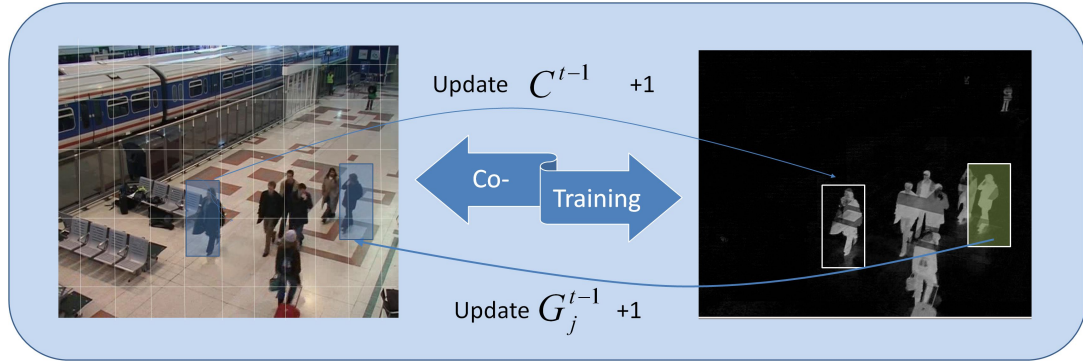 Update C^{t-1} +1
Co-
Training
Update G_j^{t-1} +1